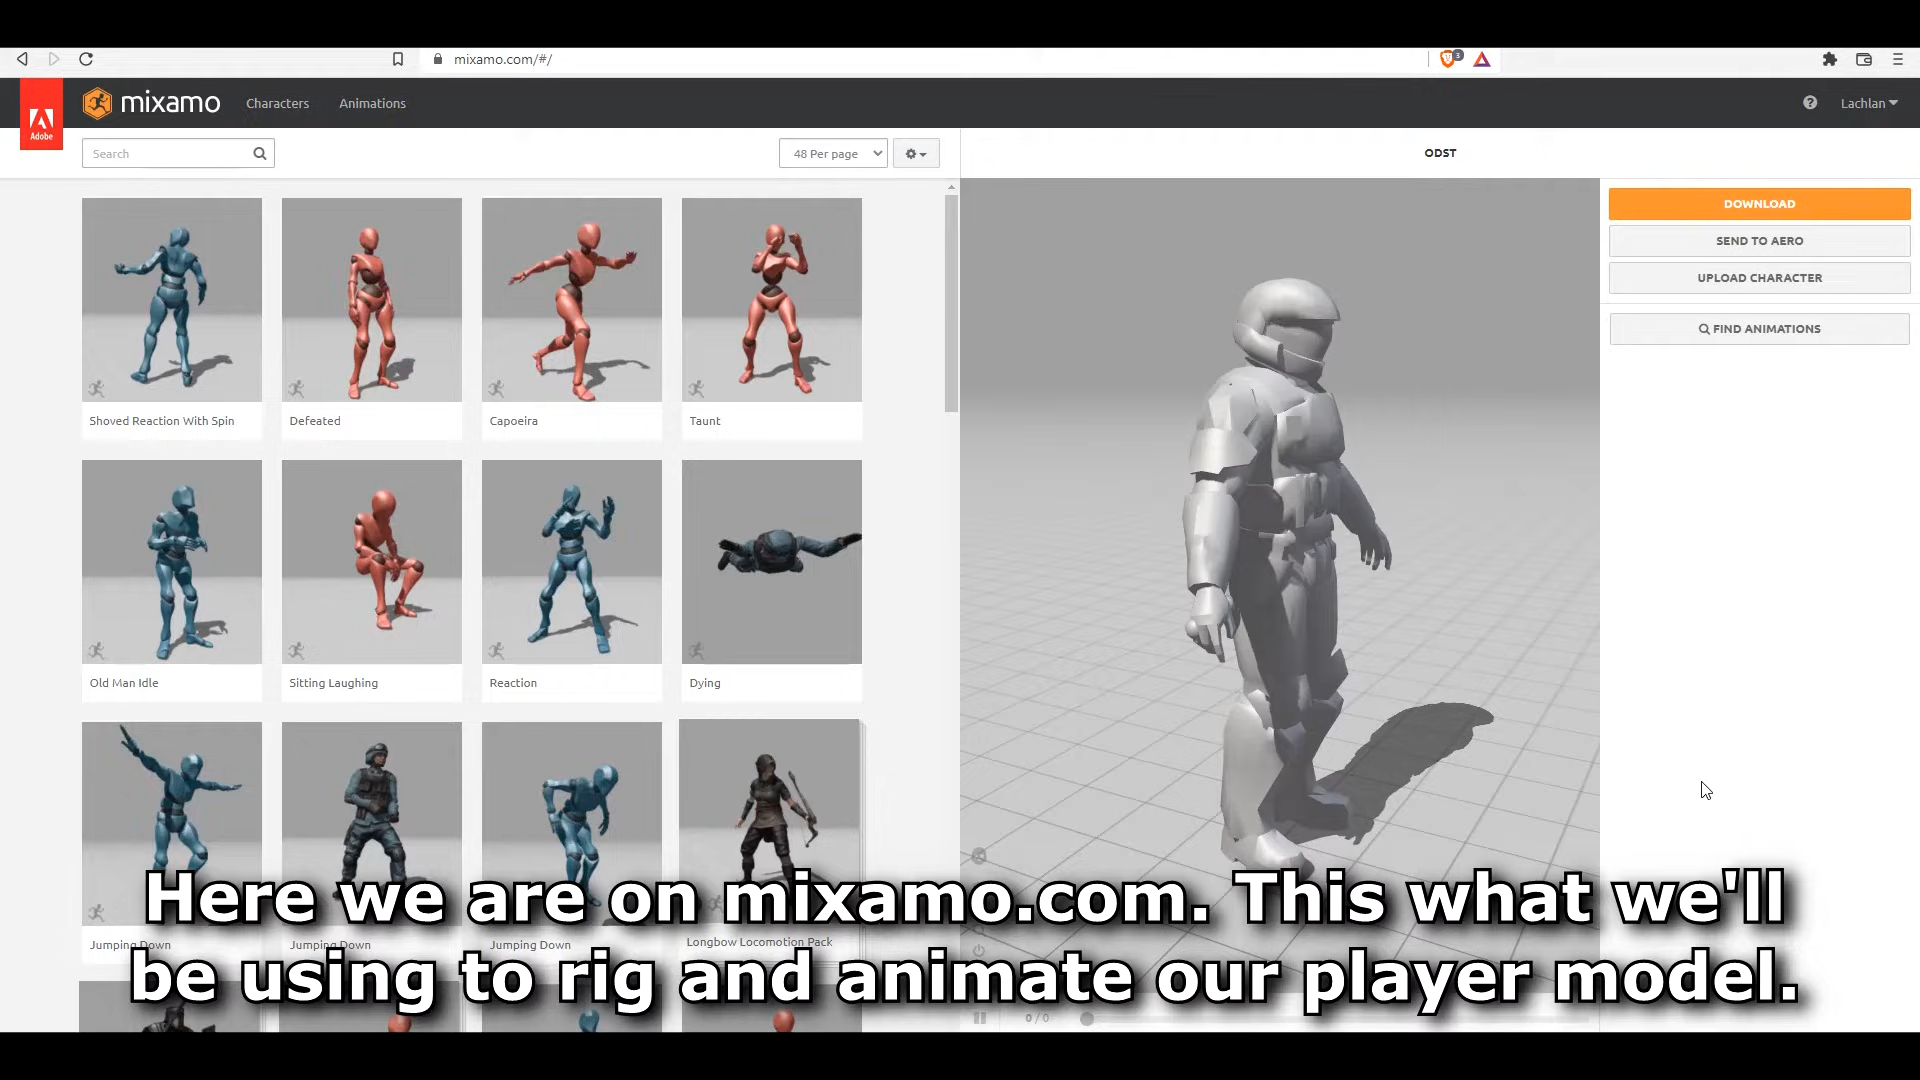 mixamo.com/#/
3
Adobe
mixamo
Characters
Animations
Lachlan
Search
48 Per page
ODST
DOWNLOAD
SEND TO AERO
UPLOAD CHARACTER
FIND ANIMATIONS
Shoved Reaction With Spin
Defeated
Capoeira
Taunt
Old Man Idle
Sitting Laughing
Reaction
Dying
Jumping Down
Jumping Down
Jumping Down
Longbow Locomotion Pack
Here we are on mixamo.com. This what we'll
be using to rig and animate our player model.
0 / 0